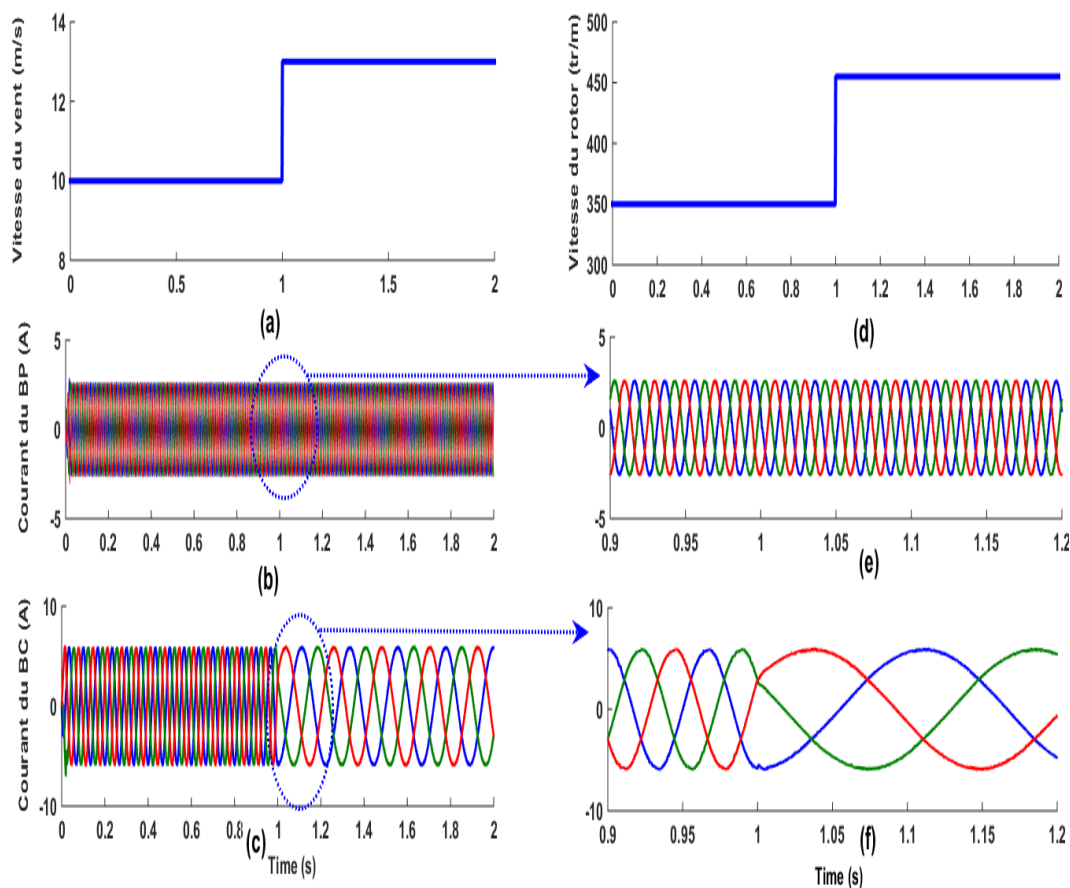 Vitesse du vent (m/s)
14
12
10
8
0 0.5 1 1.5 2
(a)
Vitesse du rotor (tr/m)
500
450
400
350
300
0 0.2 0.4 0.6 0.8 1 1.2 1.4 1.6 1.8 2
(d)
Courant du BP (A)
5
0
-5
0 0.2 0.4 0.6 0.8 1 1.2 1.4 1.6 1.8 2
(b)
5
0
-5
0.9 0.95 1 1.05 1.1 1.15 1.2
(e)
Courant du BC (A)
10
0
-10
0 0.2 0.4 0.6 0.8 1 1.2 1.4 1.6 1.8 2
(c)
Time (s)
10
0
-10
0.9 0.95 1 1.05 1.1 1.15 1.2
(f)
Time (s)